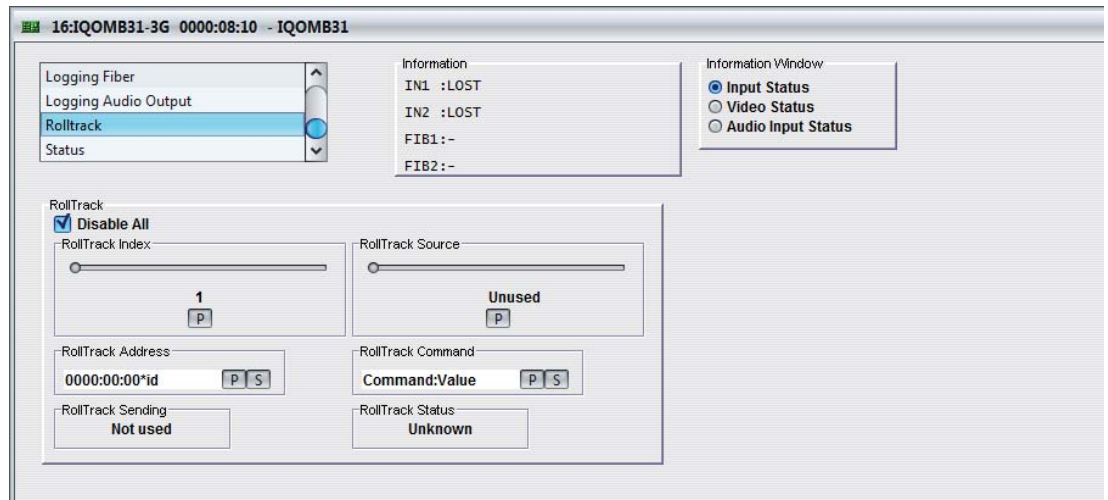 16:IQOMB31-3G 0000:08:10 - IQOMB31
Logging Fiber
Logging Audio Output
Rolltrack
Status
Information
IN1 :LOST
IN2 :LOST
FIB1:-
FIB2:-
Information Window
Input Status
Video Status
Audio Input Status
RollTrack
Disable All
RollTrack Index
1
P
RollTrack Source
Unused
P
RollTrack Address
0000:00:00*id P S
RollTrack Command
Command:Value P S
RollTrack Sending
Not used
RollTrack Status
Unknown